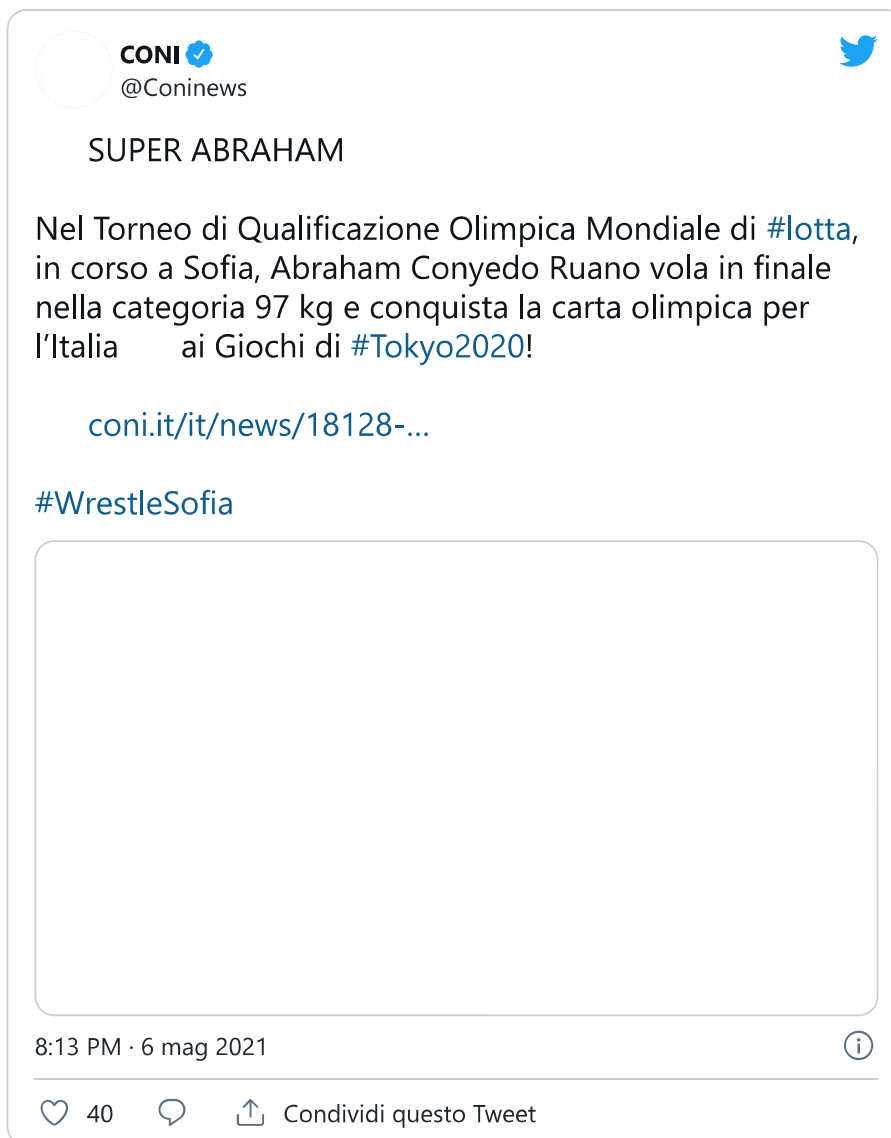 CONI
@Coninews
SUPER ABRAHAM
Nel Torneo di Qualificazione Olimpica Mondiale di #lotta,
in corso a Sofia, Abraham Conyedo Ruano vola in finale
nella categoria 97 kg e conquista la carta olimpica per
l’Italia ai Giochi di #Tokyo2020!
coni.it/it/news/18128-...
#WrestleSofia
8:13 PM · 6 mag 2021
40 Condividi questo Tweet